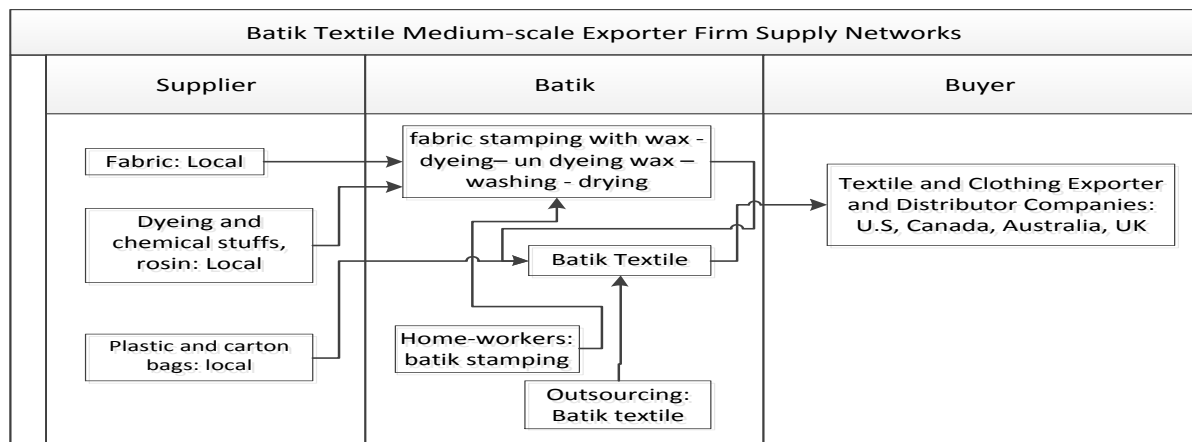 Batik Textile Medium-scale Exporter Firm Supply Networks
Supplier
Batik
Buyer
Fabric: Local
Dyeing and
chemical stuffs,
rosin: Local
Plastic and carton
bags: local
fabric stamping with wax -
dyeing– un dyeing wax –
washing - drying
Batik Textile
Home-workers:
batik stamping
Outsourcing:
Batik textile
Textile and Clothing Exporter
and Distributor Companies:
U.S, Canada, Australia, UK